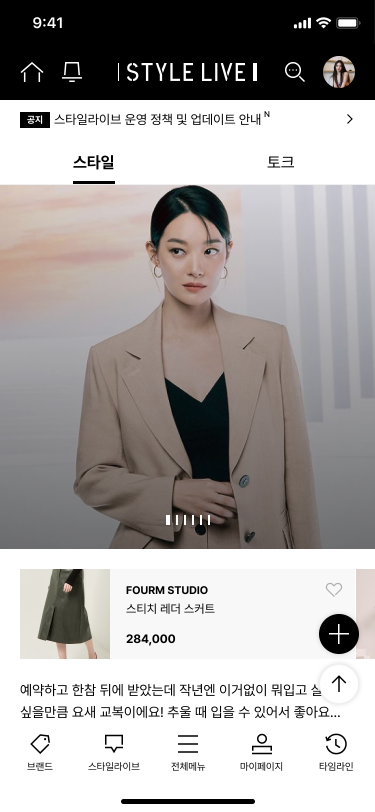 9:41
STYLE LIVE
공지 스타일라이브 운영 정책 및 업데이트 안내 N
스타일 토크
FOURM STUDIO
스티치 레더 스커트
284,000
예약하고 한참 뒤에 받았는데 작년엔 이거없이 뭐입고
싶을만큼 요새 교복이에요! 추울 때 입을 수 있어서 좋아요...
브랜드 스타일라이브 전체메뉴 마이페이지 타임라인